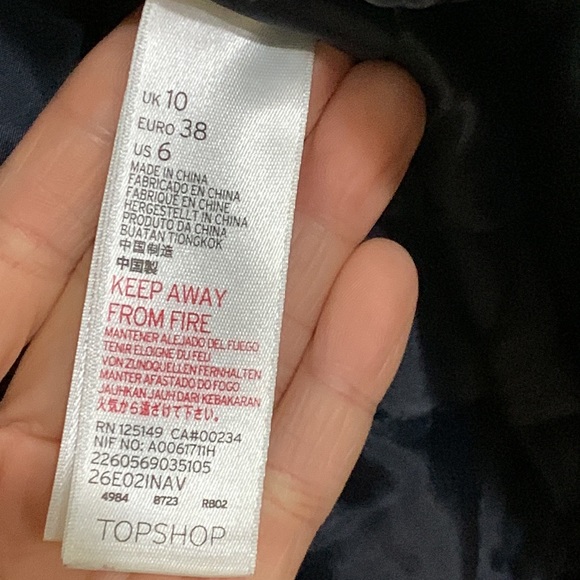 UK 10
EURO 38
US 6
MADE IN CHINA
FABRICADO EN CHINA
FABRIQUÉ EN CHINE
HERGESTELLT IN CHINA
PRODUTO DA CHINA
BUATAN TIONGKOK
中国制造
中国製
KEEP AWAY
FROM FIRE
MANTENER ALEJADO DEL FUEGO
TENIR ELOIGNE DU FEU
VON ZUNDQUELLEN FERNHALTEN
MANTER AFASTADO DO FOGO
JAUHKAN JAUH DARI KEBAKARAN
火気から遠ざけて下さい。
RN 125149 CA#00234
NIF NO: A0061711H
2260569035105
26E02INAV
4984 8723 RB02
TOPSHOP